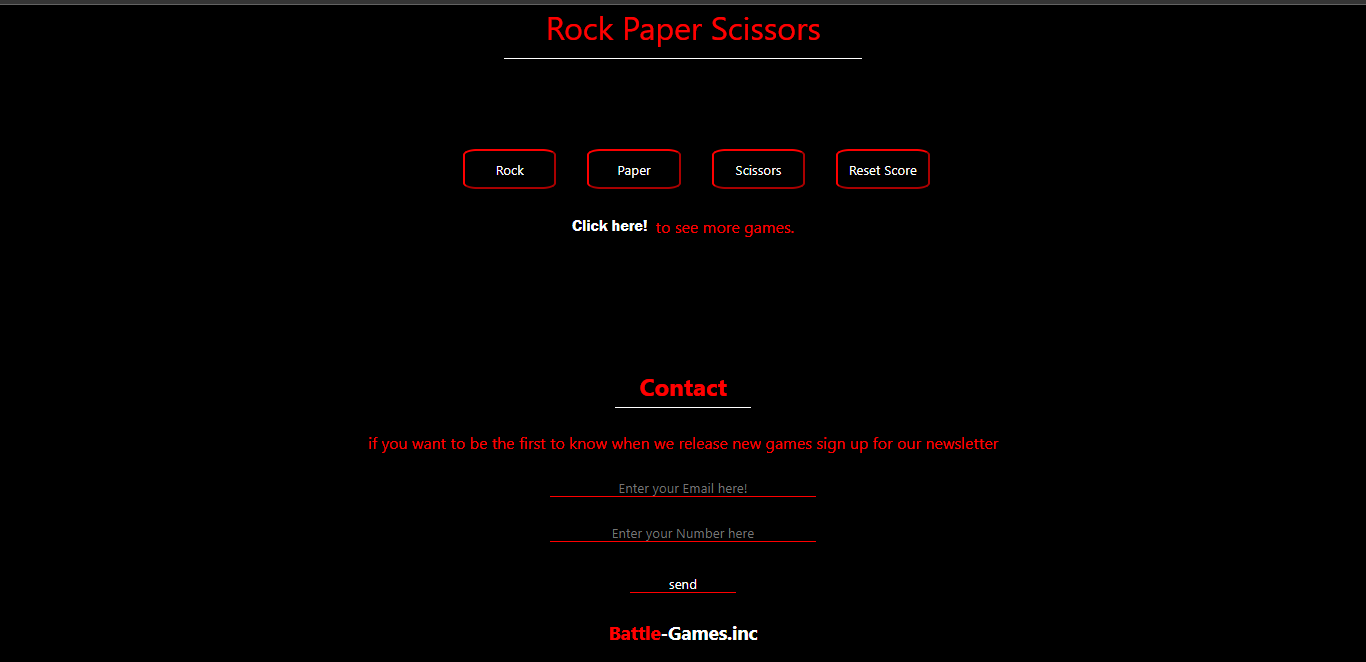 Rock Paper Scissors
Rock Paper Scissors Reset Score
Click here! to see more games.
Contact
if you want to be the first to know when we release new games sign up for our newsletter
Enter your Email here!
Enter your Number here
send
Battle-Games.inc